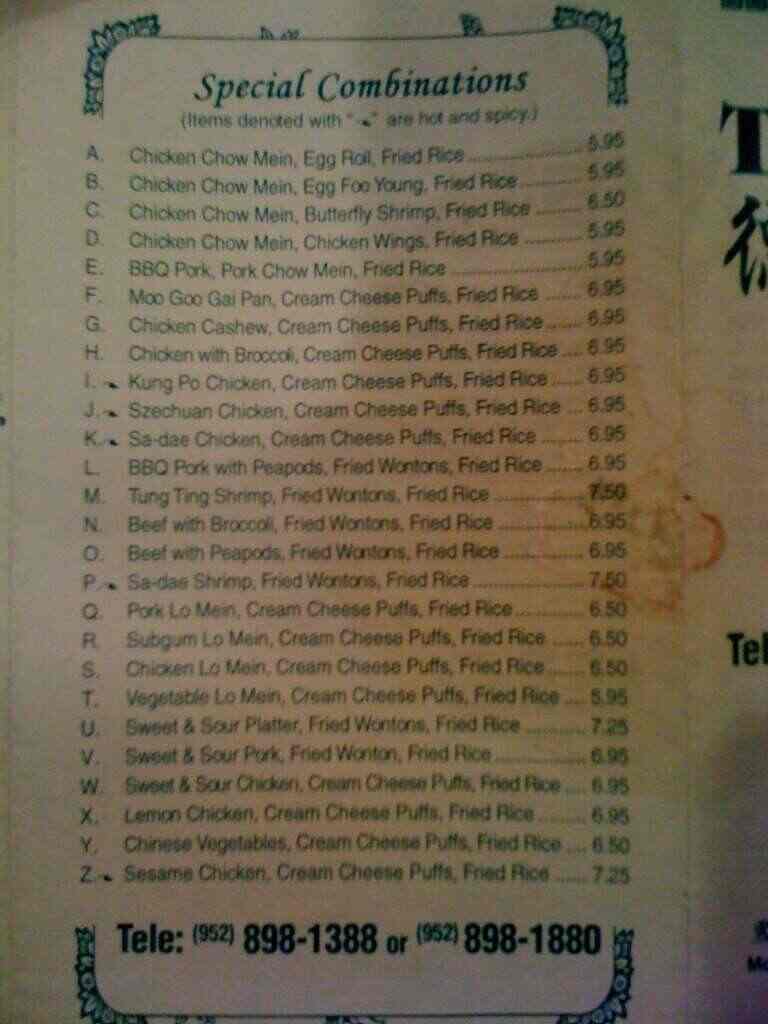 Special Combinations
(Items denoted with " " are hot and spicy.)
A. Chicken Chow Mein, Egg Roll, Fried Rice 5.95
B. Chicken Chow Mein, Egg Foo Young, Fried Rice 5.95
C. Chicken Chow Mein, Butterfly Shrimp, Fried Rice 6.50
D. Chicken Chow Mein, Chicken Wings, Fried Rice 5.95
E. BBQ Pork, Pork Chow Mein, Fried Rice 5.95
F. Moo Goo Gai Pan, Cream Cheese Puffs, Fried Rice 6.95
G. Chicken Cashew, Cream Cheese Puffs, Fried Rice 6.95
H. Chicken with Broccoli, Cream Cheese Puffs, Fried Rice 6.95
I. Kung Po Chicken, Cream Cheese Puffs, Fried Rice 6.95
J. Szechuan Chicken, Cream Cheese Puffs, Fried Rice 6.95
K. Sa-dae Chicken, Cream Cheese Puffs, Fried Rice 6.95
L. BBQ Pork with Peapods, Fried Wontons, Fried Rice 6.95
M. Tung Ting Shrimp, Fried Wontons, Fried Rice 7.50
N. Beef with Broccoli, Fried Wontons, Fried Rice 6.95
O. Beef with Peapods, Fried Wontons, Fried Rice 6.95
P. Sa-dae Shrimp, Fried Wontons, Fried Rice 7.50
Q. Pork Lo Mein, Cream Cheese Puffs, Fried Rice 6.50
R. Subgum Lo Mein, Cream Cheese Puffs, Fried Rice 6.50
S. Chicken Lo Mein, Cream Cheese Puffs, Fried Rice 6.50
T. Vegetable Lo Mein, Cream Cheese Puffs, Fried Rice 5.95
U. Sweet & Sour Platter, Fried Wontons, Fried Rice 7.25
V. Sweet & Sour Pork, Fried Wonton, Fried Rice 6.95
W. Sweet & Sour Chicken, Cream Cheese Puffs, Fried Rice 6.95
X. Lemon Chicken, Cream Cheese Puffs, Fried Rice 6.95
Y. Chinese Vegetables, Cream Cheese Puffs, Fried Rice 6.50
Z. Sesame Chicken, Cream Cheese Puffs, Fried Rice 7.25
Tele: (952) 898-1388 or (952) 898-1880
T
Tel